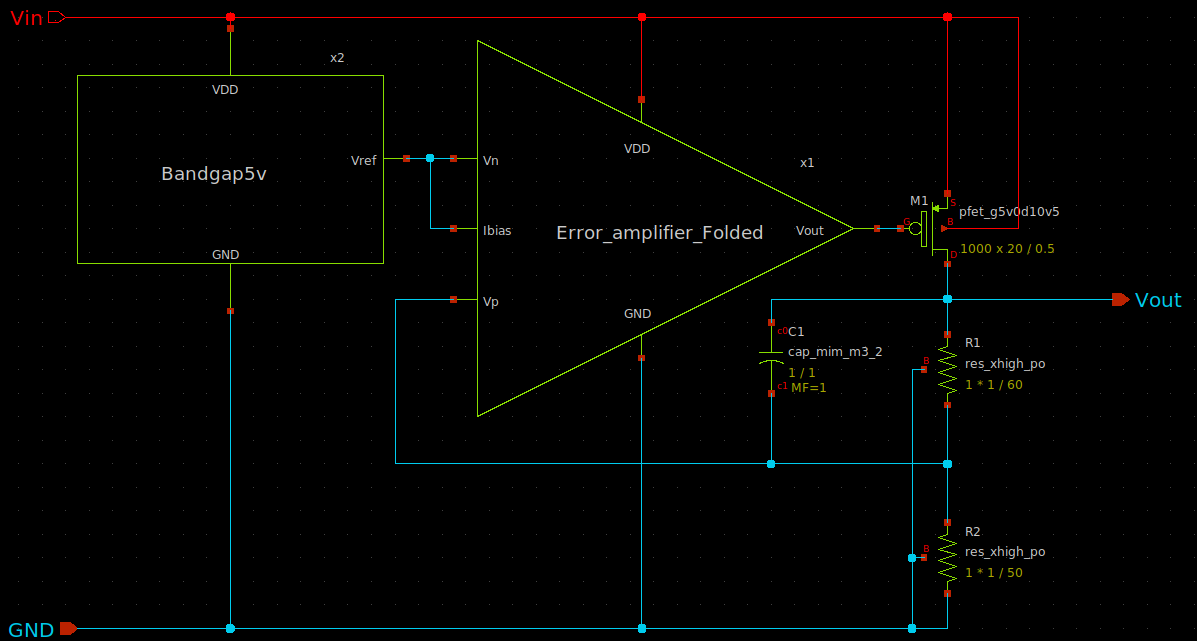 Vin
x2
VDD
Bandgap5v
Vref
GND
Vn
Ibias
Vp
VDD
x1
Error_amplifier_Folded
Vout
GND
M1
S
pfet_g5v0d10v5
G
B
1000 x 20 / 0.5
D
Vout
c0
C1
cap_mim_m3_2
1 / 1
c1
MF=1
R1
B
res_xhigh_po
1 * 1 / 60
R2
B
res_xhigh_po
1 * 1 / 50
GND